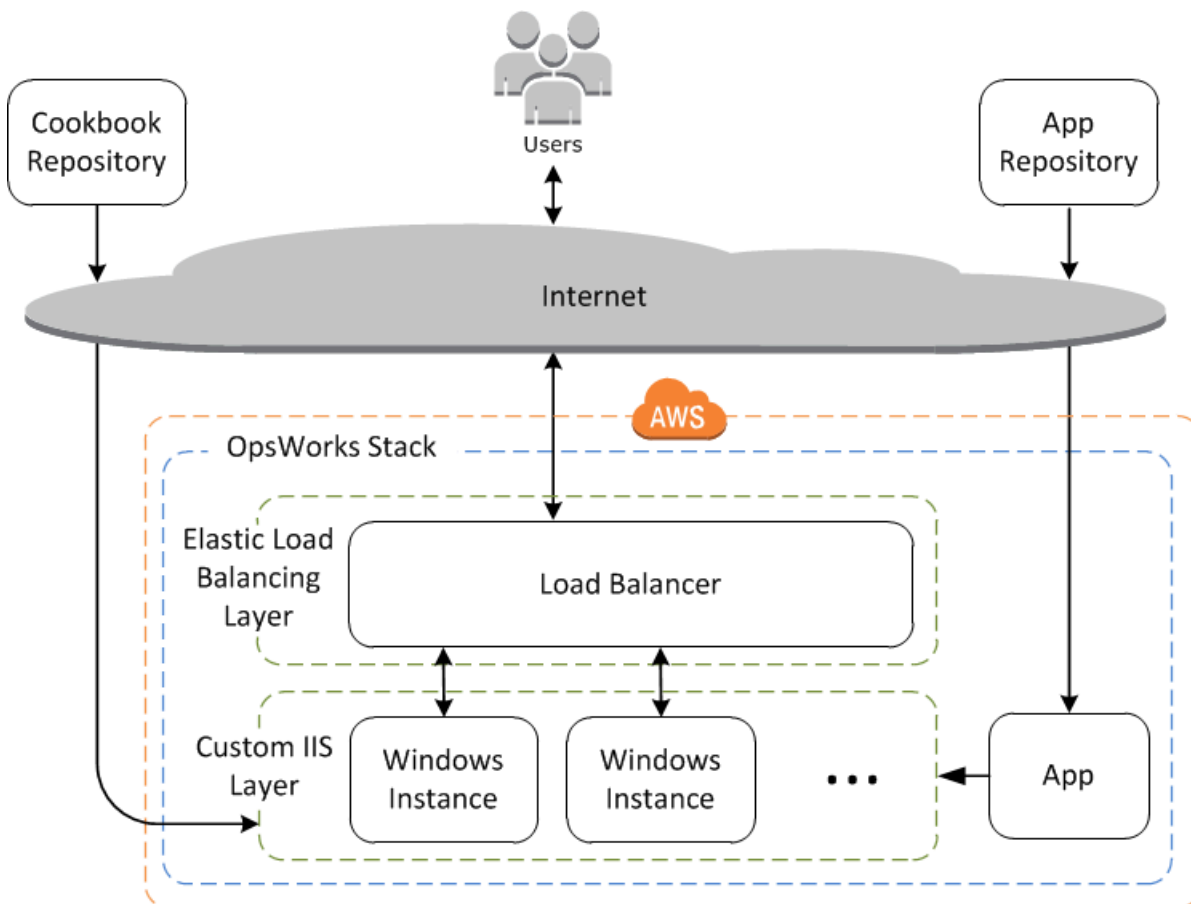 Users
Cookbook
Repository
App
Repository
Internet
AWS
OpsWorks Stack
Elastic Load
Balancing
Layer
Load Balancer
Custom IIS
Layer
Windows
Instance
Windows
Instance
...
App